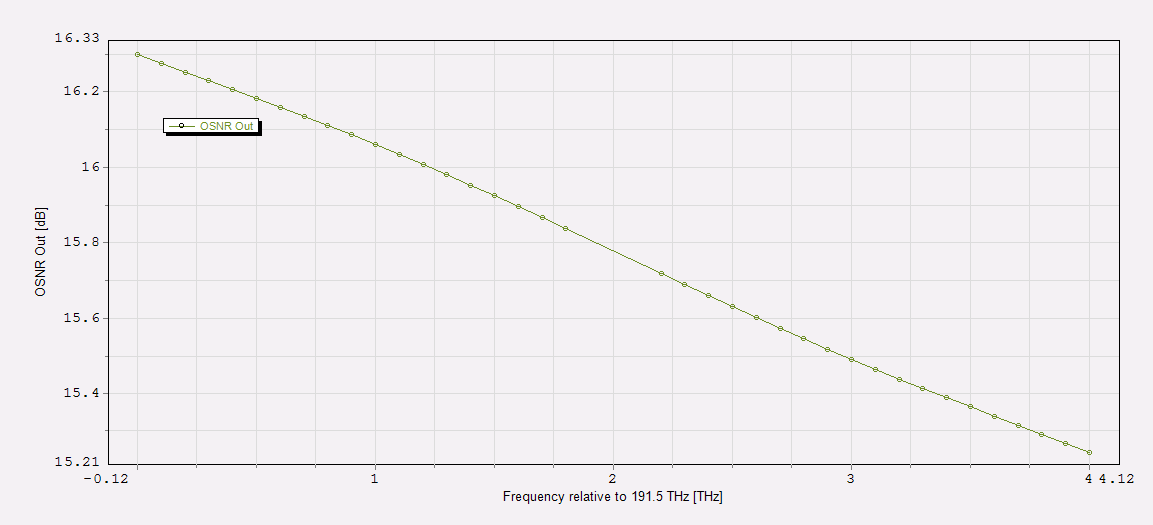 16.33
16.2
OSNR Out
16
15.8
OSNR Out [dB]
15.6
15.4
15.21
-0.12 1 2 3 4 4.12
Frequency relative to 191.5 THz [THz]